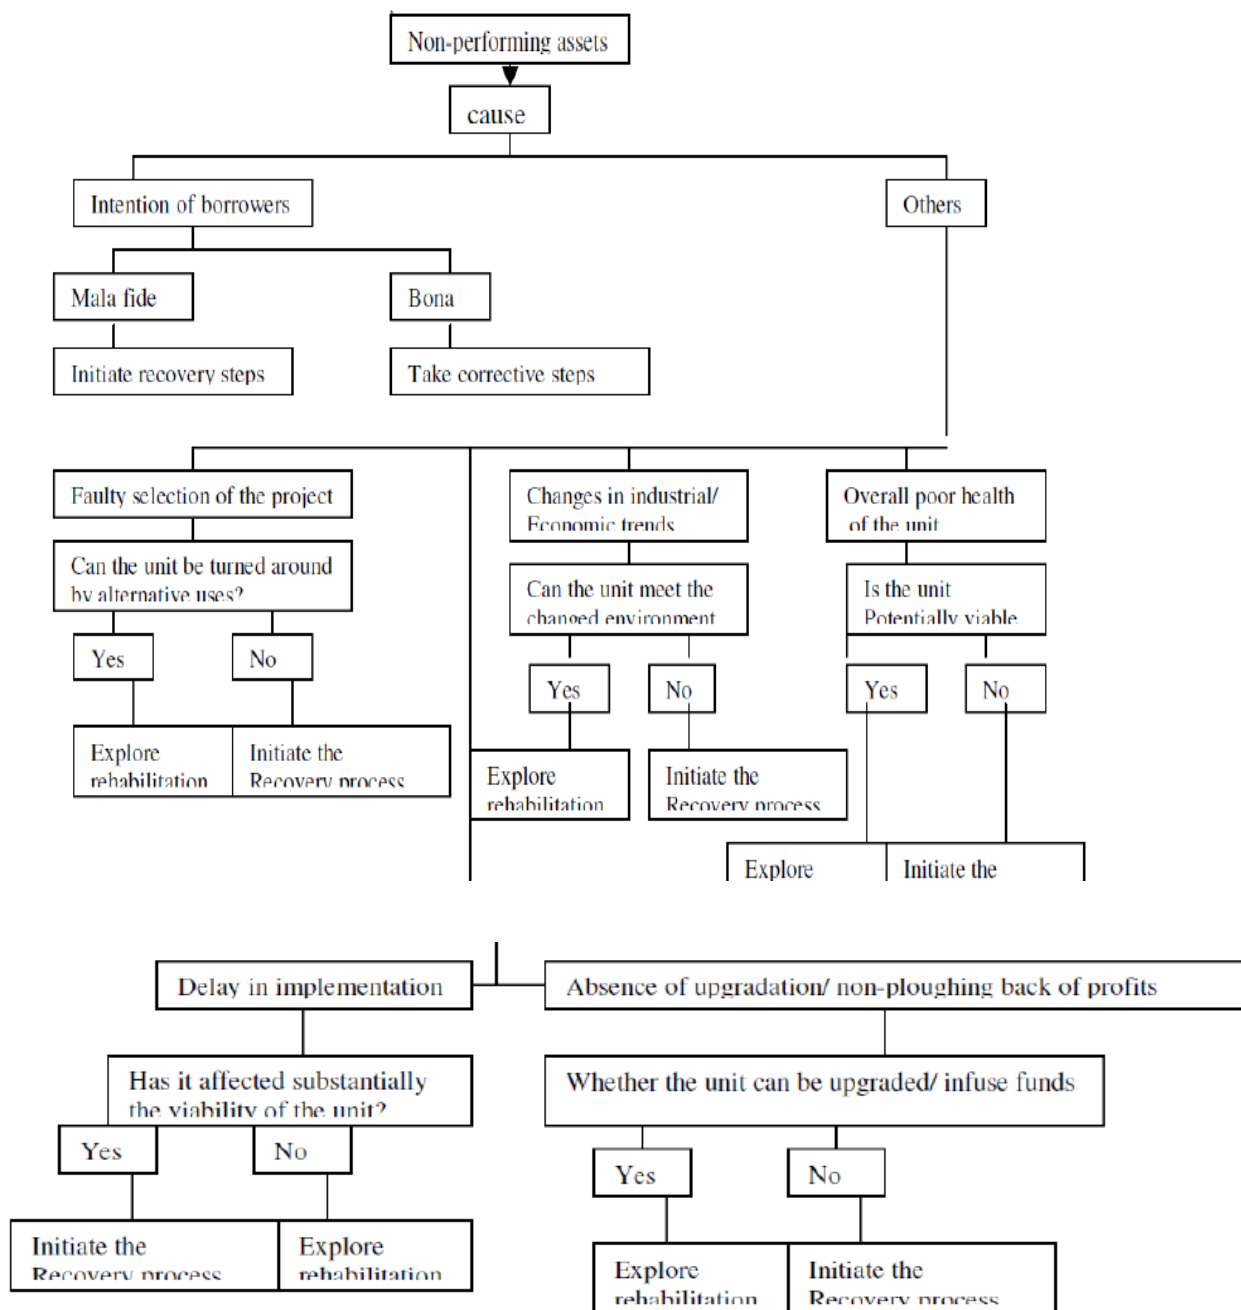 Non-performing assets
cause
Intention of borrowers
Others
Mala fide
Bona
Initiate recovery steps
Take corrective steps
Faulty selection of the project
Changes in industrial/
Economic trends
Overall poor health
of the unit
Can the unit be turned around
by alternative uses?
Can the unit meet the
changed environment
Is the unit
Potentially viable
Yes
No
Yes
No
Yes
No
Explore
rehabilitation
Initiate the
Recovery process
Explore
rehabilitation
Initiate the
Recovery process
Explore
Initiate the
Delay in implementation
Absence of upgradation/ non-ploughing back of profits
Has it affected substantially
the viability of the unit?
Whether the unit can be upgraded/ infuse funds
Yes
No
Yes
No
Initiate the
Recovery process
Explore
rehabilitation
Explore
rehabilitation
Initiate the
Recovery process